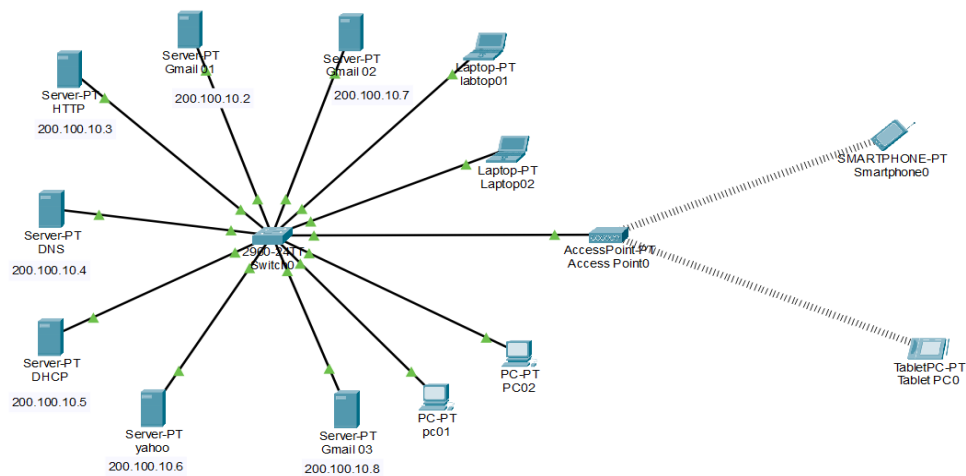 Server-PT
Gmail 01
200.100.10.2
Server-PT
Gmail 02
200.100.10.7
Laptop-PT
labtop01
Server-PT
HTTP
200.100.10.3
Laptop-PT
Laptop02
SMARTPHONE-PT
Smartphone0
Server-PT
DNS
200.100.10.4
2960-24TT
Switch0
AccessPoint-PT
Access Point0
Server-PT
DHCP
200.100.10.5
PC-PT
PC02
TabletPC-PT
Tablet PC0
Server-PT
yahoo
200.100.10.6
Server-PT
Gmail 03
200.100.10.8
PC-PT
pc01